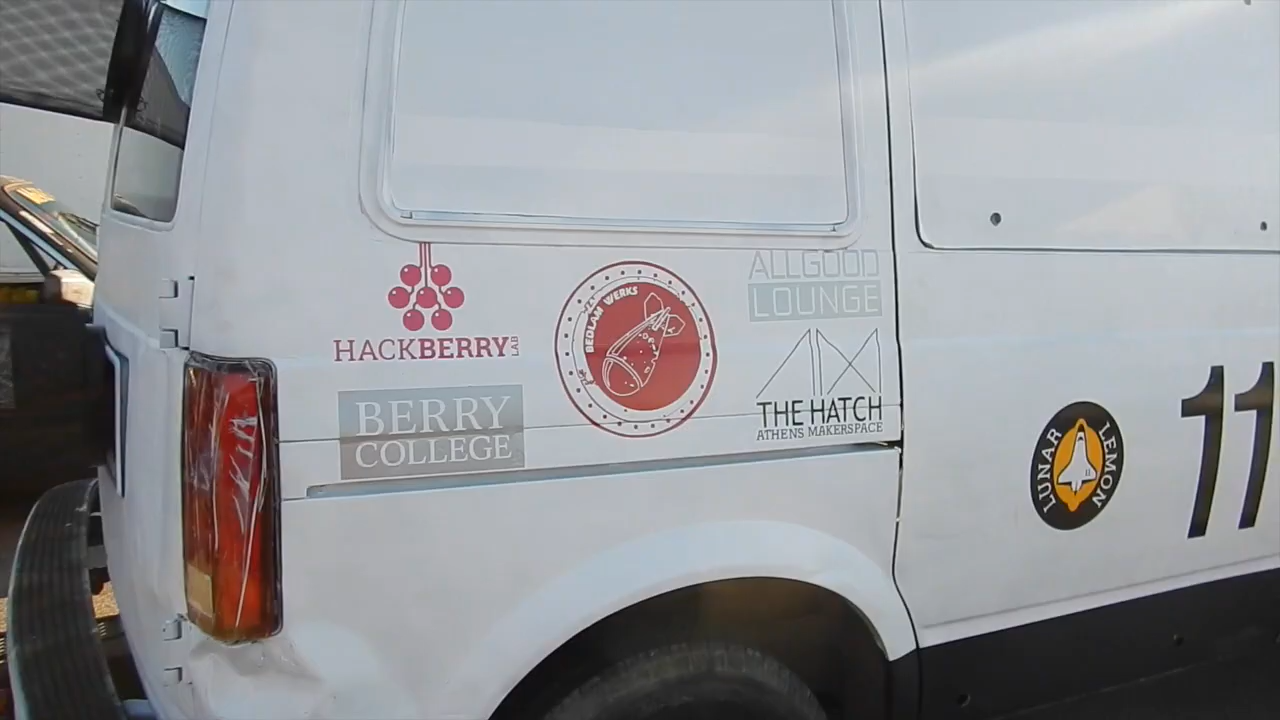 HACKBERRY LAB
BERRY
COLLEGE
BEDLAM WERKS
ALLGOOD
LOUNGE
THE HATCH
ATHENS MAKERSPACE
LUNAR LEMON
11